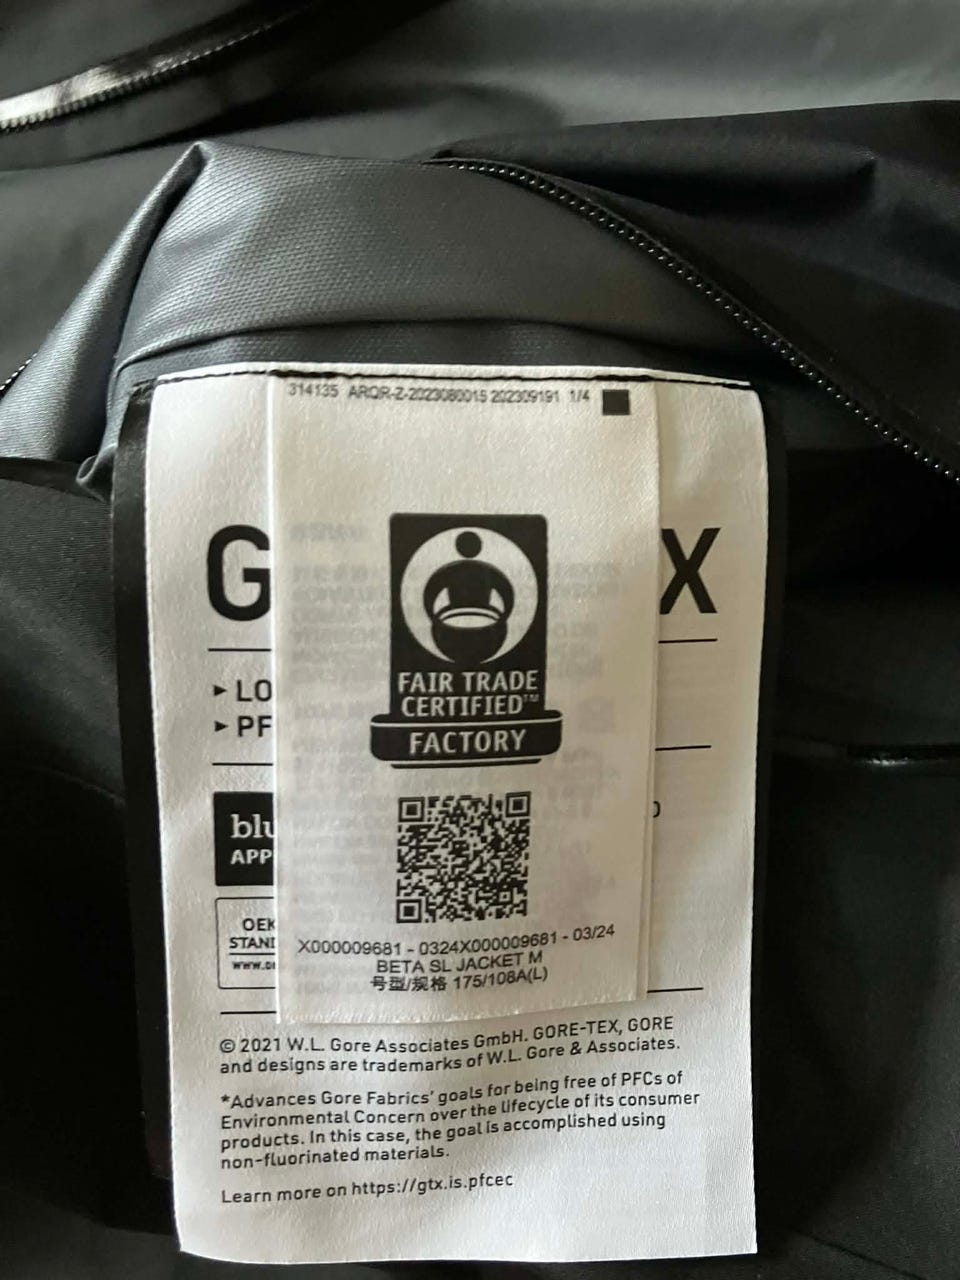 314135 ARQR-Z-2023080015 202309191 1/4
G X
FAIR TRADE
CERTIFIED™
FACTORY
▸ LO
▸ PF
blu
APP
OEK
STAND
www.oe
X000009681 - 0324X000009681 - 03/24
BETA SL JACKET M
号型/规格 175/108A(L)
© 2021 W.L. Gore Associates GmbH. GORE-TEX, GORE
and designs are trademarks of W.L. Gore & Associates.
*Advances Gore Fabrics' goals for being free of PFCs of
Environmental Concern over the lifecycle of its consumer
products. In this case, the goal is accomplished using
non-fluorinated materials.
Learn more on https://gtx.is.pfcec